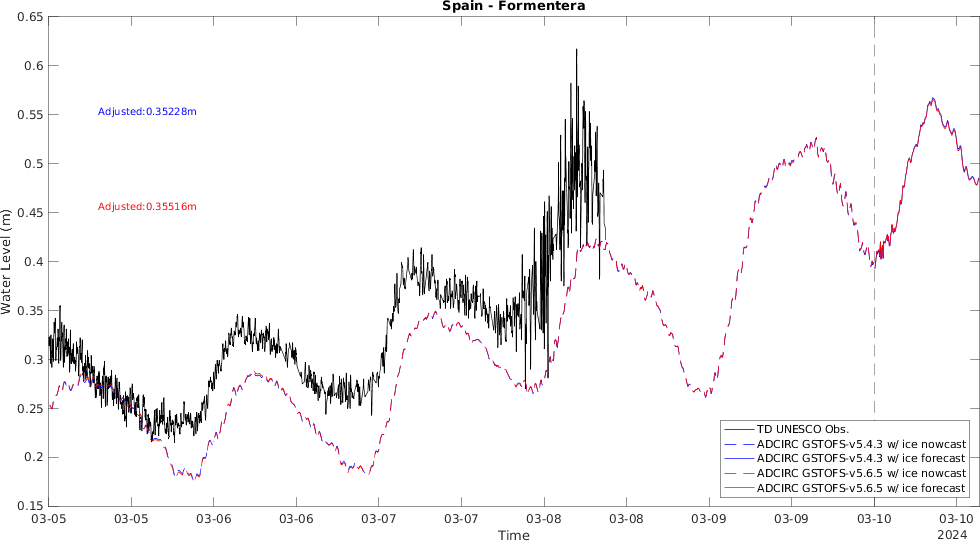 Spain - Formentera
0.65
0.6
0.55
0.5
0.45
0.4
0.35
0.3
0.25
0.2
0.15
Water Level (m)
Adjusted:0.35228m
Adjusted:0.35516m
TD UNESCO Obs.
ADCIRC GSTOFS-v5.4.3 w/ ice nowcast
ADCIRC GSTOFS-v5.4.3 w/ ice forecast
ADCIRC GSTOFS-v5.6.5 w/ ice nowcast
ADCIRC GSTOFS-v5.6.5 w/ ice forecast
03-05 03-05 03-06 03-06 03-07 03-07 03-08 03-08 03-09 03-09 03-10 03-10
Time
2024